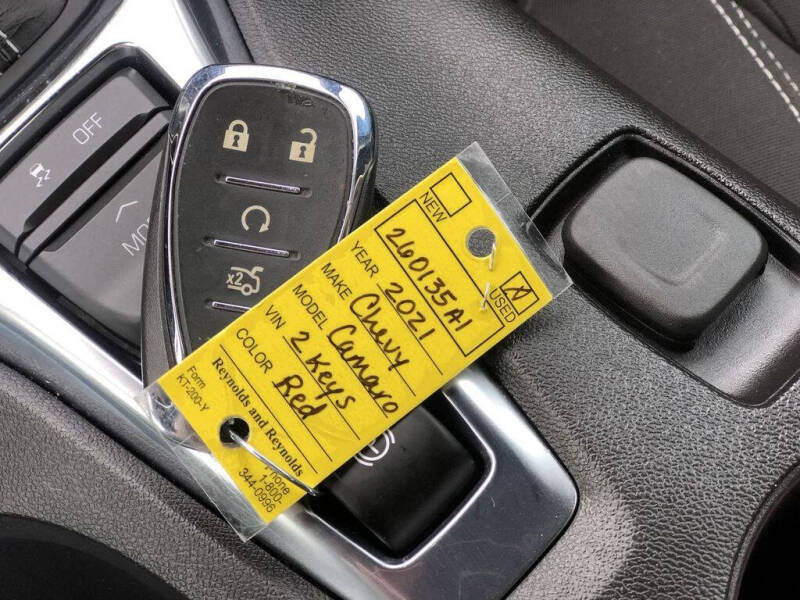 OFF
x2
NEW
USED
260135A1
YEAR 2021
MAKE Chevy
MODEL Camaro
VIN 2 Keys
COLOR Red
Reynolds and Reynolds
Form
KT-200-Y
Phone
1-800-
344-0996